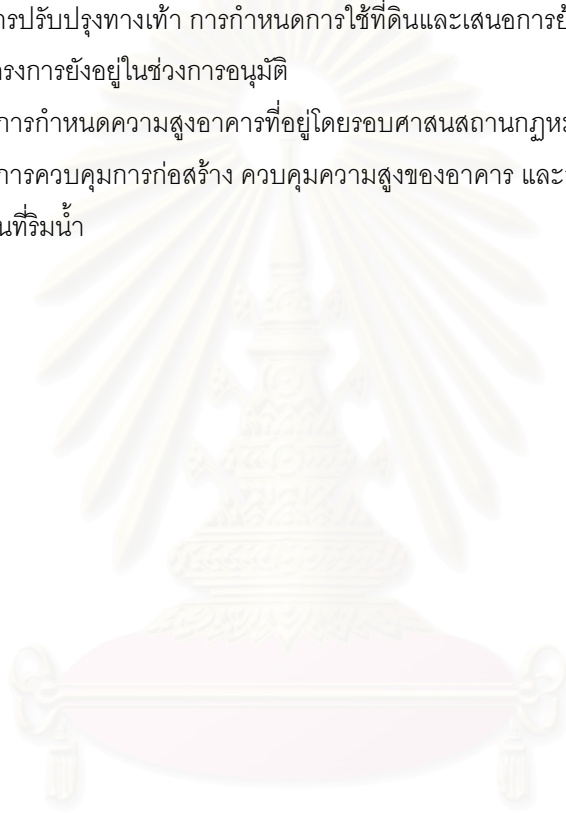 ารปรับปรุงทางเท้า การกำหนดการใช้ที่ดินและเสนอการย้
ครงการยังอยู่ในช่วงการอนุมัติ
การกำหนดความสูงอาคารที่อยู่โดยรอบศาสนสถานกฎหม
การควบคุมการก่อสร้าง ควบคุมความสูงของอาคาร และ
นที่ริมน้ำ